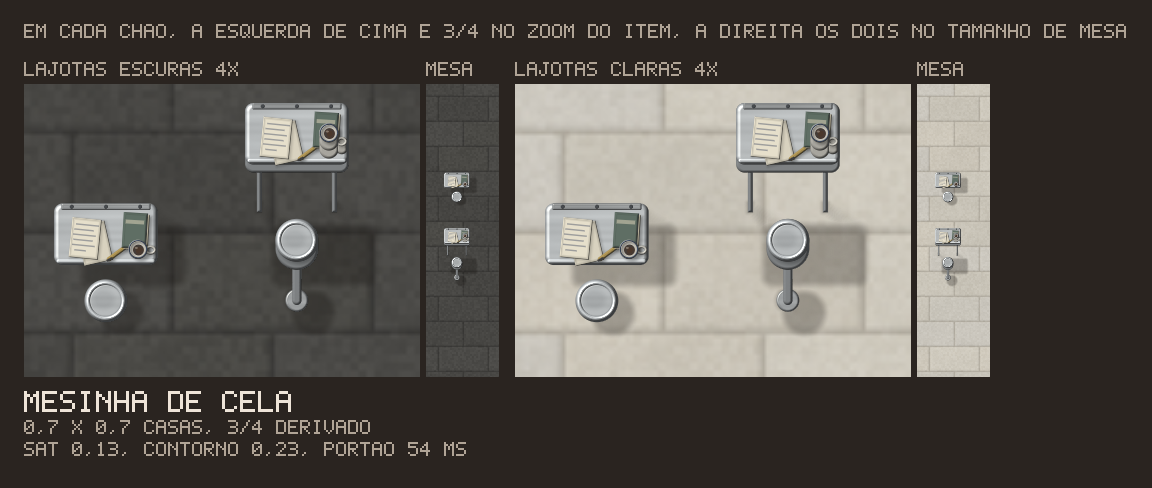 EM CADA CHAO, A ESQUERDA DE CIMA E 3/4 NO ZOOM DO ITEM, A DIREITA OS DOIS NO TAMANHO DE MESA
LAJOTAS ESCURAS 4X MESA LAJOTAS CLARAS 4X MESA
MESINHA DE CELA
0,7 X 0,7 CASAS, 3/4 DERIVADO
SAT 0,13, CONTORNO 0,23, PORTAO 54 MS